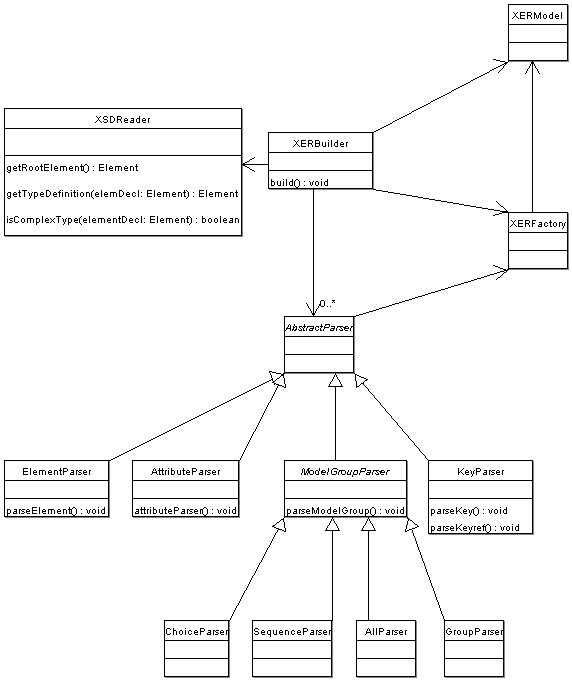 XERModel
XSDReader
getRootElement() : Element
getTypeDefinition(elemDecl: Element) : Element
isComplexType(elementDecl: Element) : boolean
XERBuilder
build() : void
XERFactory
0..*
AbstractParser
ElementParser
parseElement() : void
AttributeParser
attributeParser() : void
ModelGroupParser
parseModelGroup() : void
KeyParser
parseKey() : void
parseKeyref() : void
ChoiceParser
SequenceParser
AllParser
GroupParser